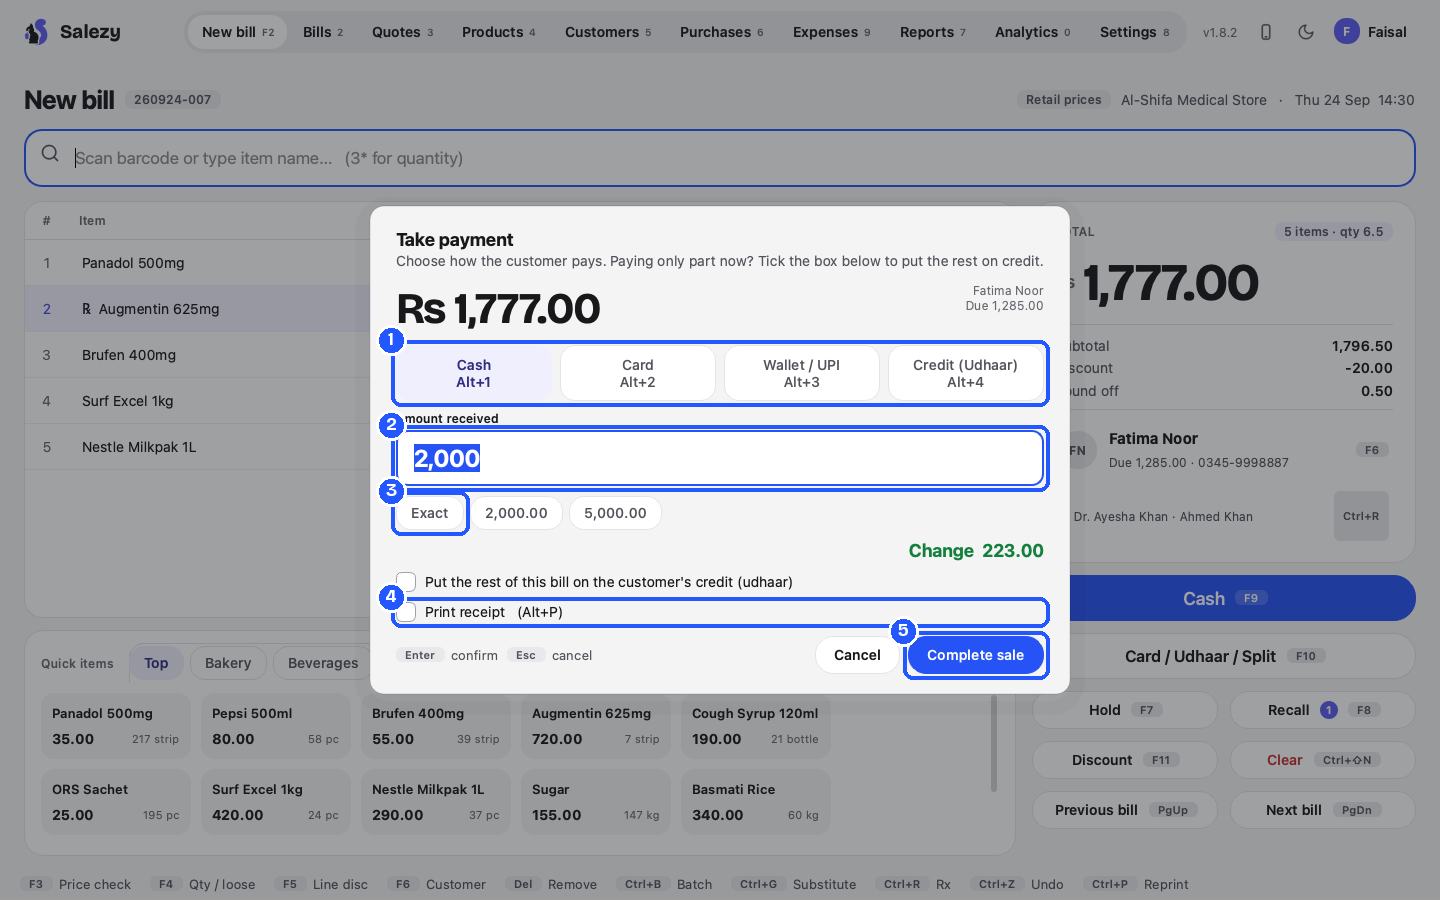 Salezy
New bill F2 Bills 2 Quotes 3 Products 4 Customers 5 Purchases 6 Expenses 9 Reports 7 Analytics 0 Settings 8
v1.8.2 F Faisal
New bill 260924-007
Retail prices Al-Shifa Medical Store · Thu 24 Sep 14:30
Scan barcode or type item name... (3* for quantity)
# Item
1 Panadol 500mg
2 ℞ Augmentin 625mg
3 Brufen 400mg
4 Surf Excel 1kg
5 Nestle Milkpak 1L
Take payment
Choose how the customer pays. Paying only part now? Tick the box below to put the rest on credit.
Rs 1,777.00
Fatima Noor
Due 1,285.00
1
Cash Alt+1
Card Alt+2
Wallet / UPI Alt+3
Credit (Udhaar) Alt+4
2 mount received
2,000
3
Exact 2,000.00 5,000.00
Change 223.00
Put the rest of this bill on the customer's credit (udhaar)
4
Print receipt (Alt+P)
5
Enter confirm Esc cancel
Cancel Complete sale
OTAL 5 items · qty 6.5
s 1,777.00
ubtotal 1,796.50
scount -20.00
ound off 0.50
FN Fatima Noor F6
Due 1,285.00 · 0345-9998887
Dr. Ayesha Khan · Ahmed Khan Ctrl+R
Cash F9
Card / Udhaar / Split F10
Hold F7 Recall 1 F8
Discount F11 Clear Ctrl+⇧N
Previous bill PgUp Next bill PgDn
Quick items Top Bakery Beverages
Panadol 500mg
35.00 217 strip
Pepsi 500ml
80.00 58 pc
Brufen 400mg
55.00 39 strip
Augmentin 625mg
720.00 7 strip
Cough Syrup 120ml
190.00 21 bottle
ORS Sachet
25.00 195 pc
Surf Excel 1kg
420.00 24 pc
Nestle Milkpak 1L
290.00 37 pc
Sugar
155.00 147 kg
Basmati Rice
340.00 60 kg
F3 Price check F4 Qty / loose F5 Line disc F6 Customer Del Remove Ctrl+B Batch Ctrl+G Substitute Ctrl+R Rx Ctrl+Z Undo Ctrl+P Reprint